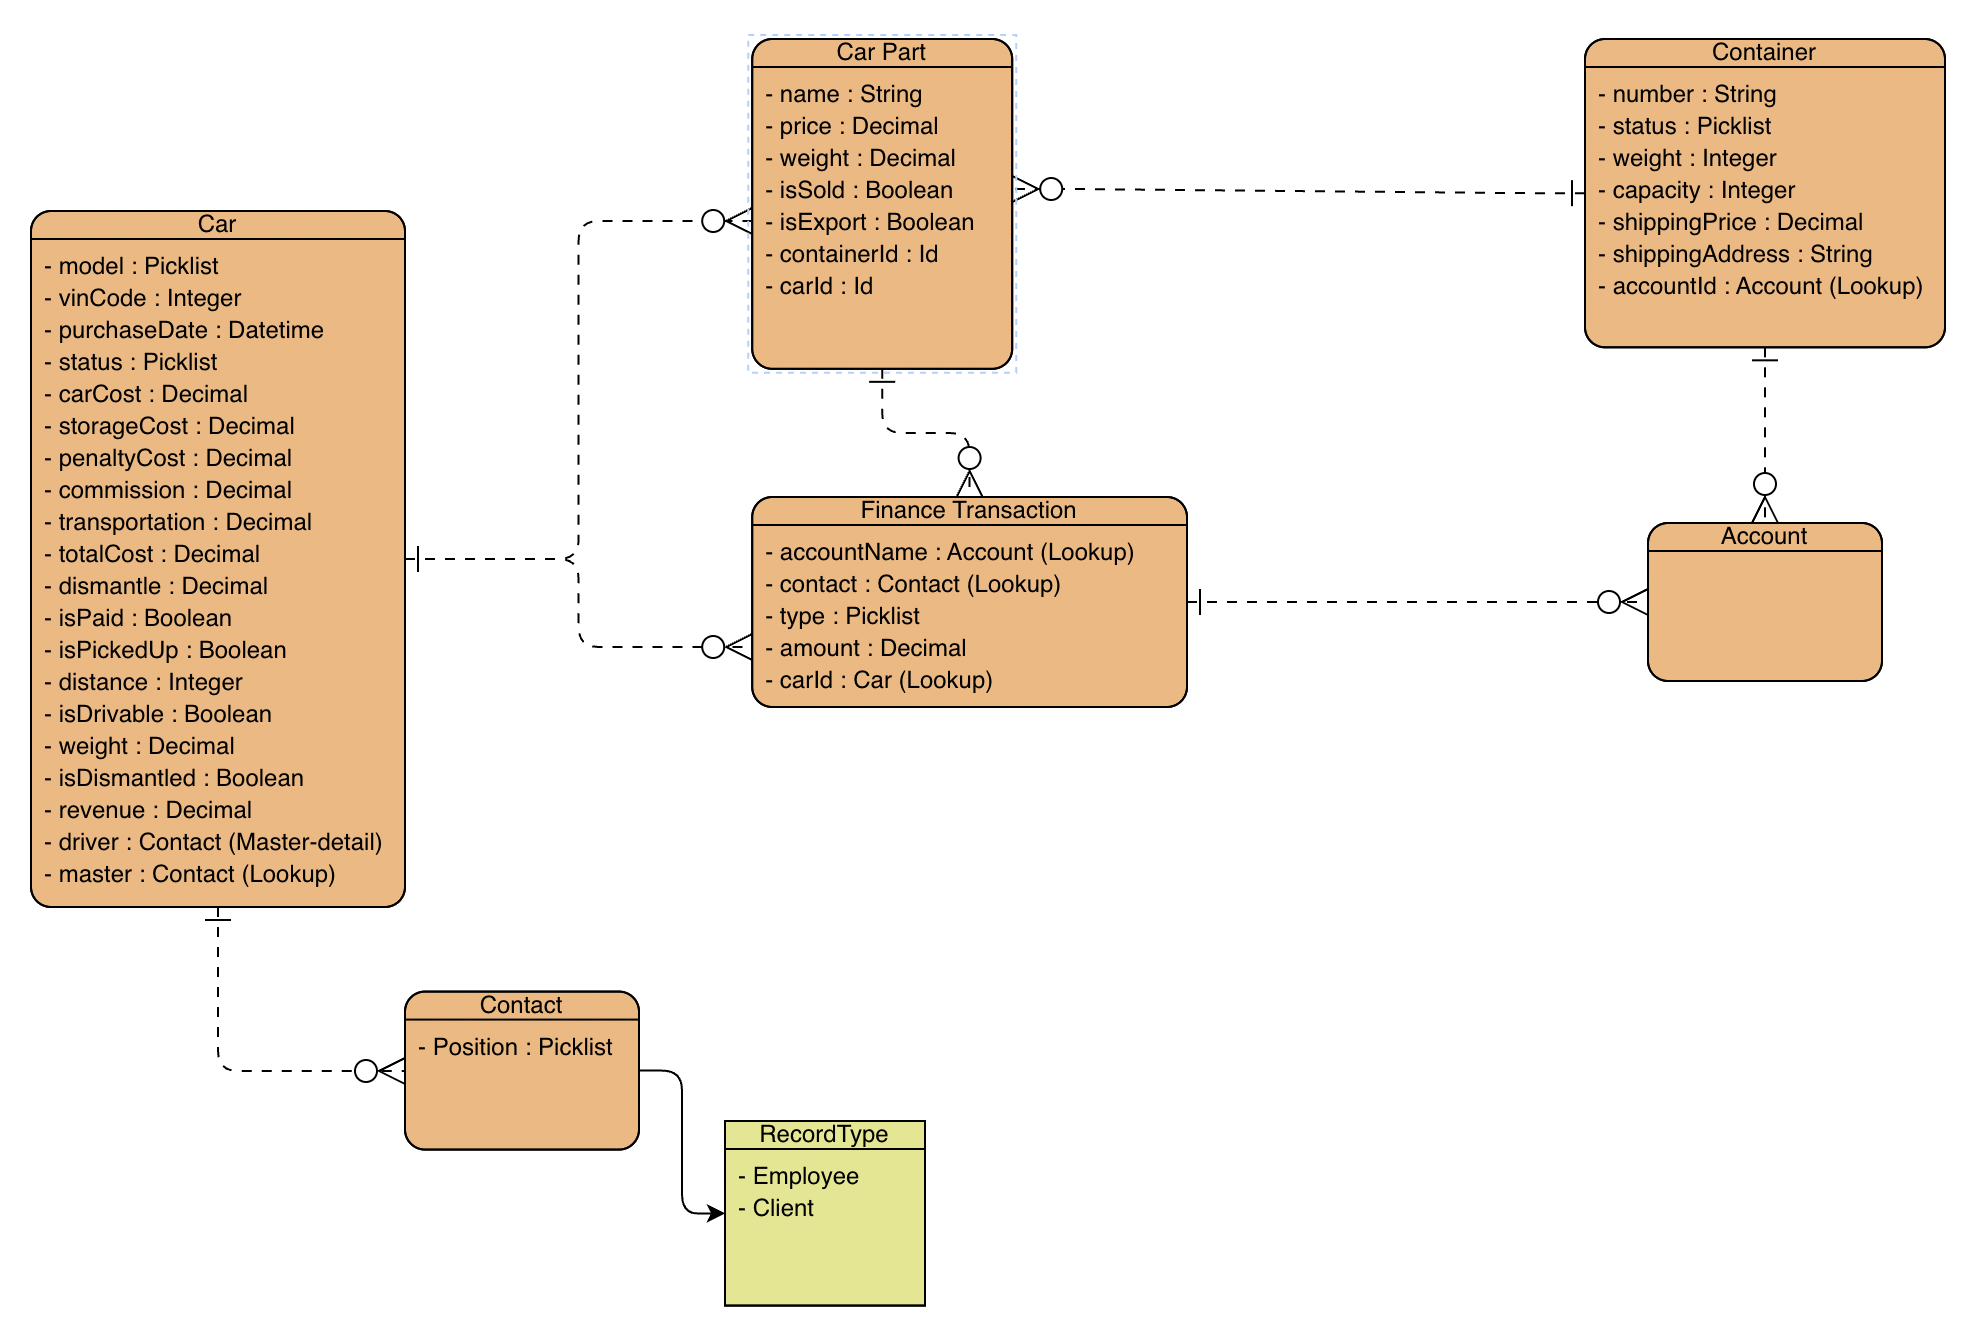 Car Part
- name : String
- price : Decimal
- weight : Decimal
- isSold : Boolean
- isExport : Boolean
- containerId : Id
- carId : Id
Container
- number : String
- status : Picklist
- weight : Integer
- capacity : Integer
- shippingPrice : Decimal
- shippingAddress : String
- accountId : Account (Lookup)
Car
- model : Picklist
- vinCode : Integer
- purchaseDate : Datetime
- status : Picklist
- carCost : Decimal
- storageCost : Decimal
- penaltyCost : Decimal
- commission : Decimal
- transportation : Decimal
- totalCost : Decimal
- dismantle : Decimal
- isPaid : Boolean
- isPickedUp : Boolean
- distance : Integer
- isDrivable : Boolean
- weight : Decimal
- isDismantled : Boolean
- revenue : Decimal
- driver : Contact (Master-detail)
- master : Contact (Lookup)
Finance Transaction
- accountName : Account (Lookup)
- contact : Contact (Lookup)
- type : Picklist
- amount : Decimal
- carId : Car (Lookup)
Account
Contact
- Position : Picklist
RecordType
- Employee
- Client